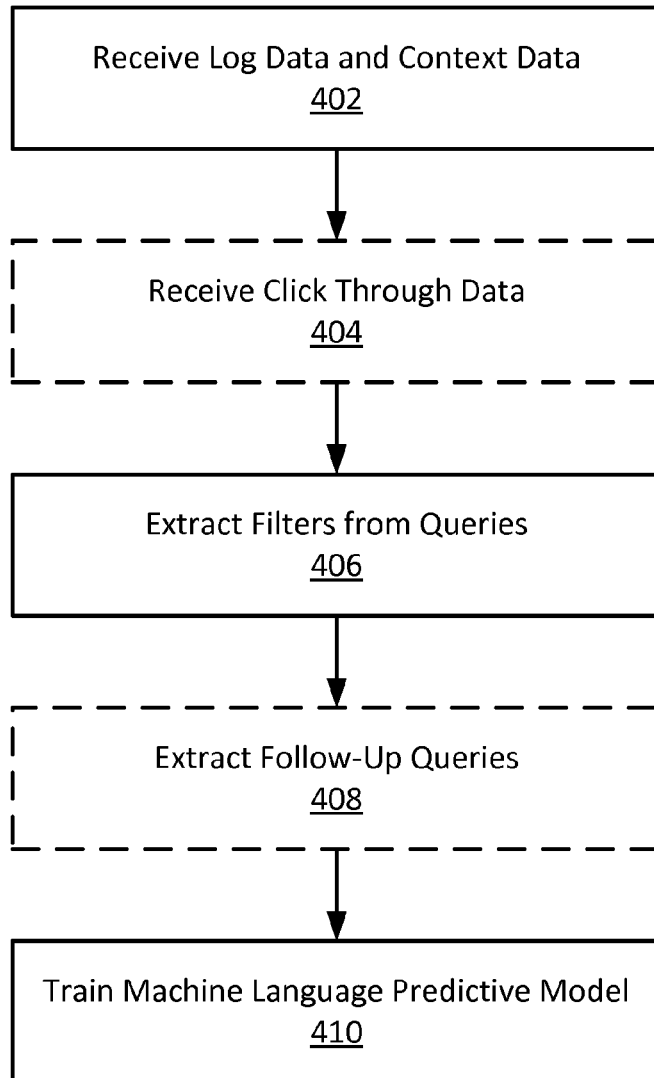 Receive Log Data and Context Data
402
Receive Click Through Data
404
Extract Filters from Queries
406
Extract Follow-Up Queries
408
Train Machine Language Predictive Model
410